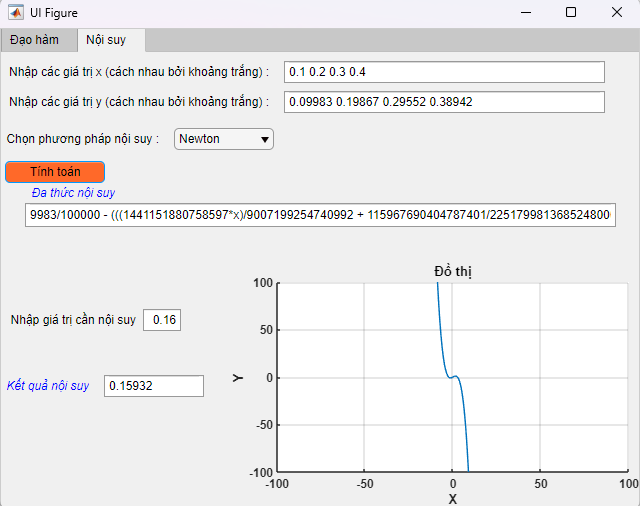 UI Figure
Đạo hàm Nội suy
Nhập các giá trị x (cách nhau bởi khoảng trắng) : 0.1 0.2 0.3 0.4
Nhập các giá trị y (cách nhau bởi khoảng trắng) : 0.09983 0.19867 0.29552 0.38942
Chọn phương pháp nội suy : Newton
Tính toán
Đa thức nội suy
9983/100000 - (((1441151880758597*x)/9007199254740992 + 115967690404787401/22517998136852480
Đồ thị
Nhập giá trị cần nội suy 0.16
Kết quả nội suy 0.15932
100
50
0
-50
-100
Y
-100 -50 0 50 100
X